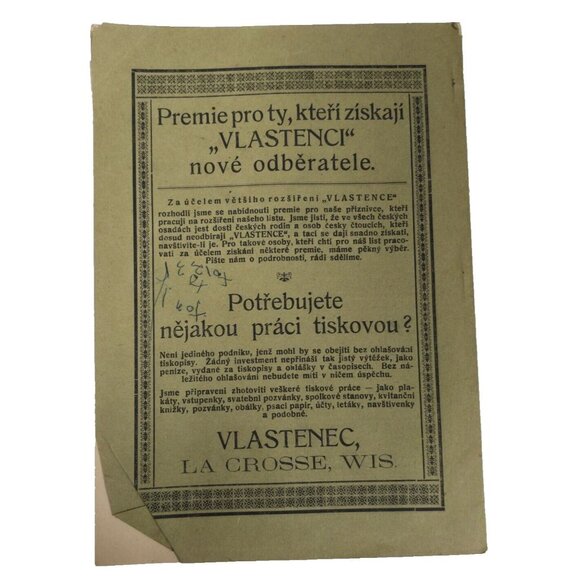 Premie pro ty, kteří získají
„VLASTENCI“
nové odběratele.
Za účelem většího rozšíření „VLASTENCE“
rozhodli jsme se nabídnouti premie pro naše příznivce, kteří
pracují na rozšíření našeho listu. Jsme jisti, že ve všech českých
osadách jest dosti českých rodin a osob česky čtoucích, kteří
dosud neodbírají „VLASTENCE“, a tací se dají snadno získati,
navštívíte-li je. Pro takové osoby, kteří chtí pro náš list praco-
vati za účelem získání některé premie, máme pěkný výběr.
Pište nám o podrobnosti, rádi sdělíme.
Potřebujete
nějakou práci tiskovou?
Není jediného podniku, jenž mohl by se obejíti bez ohlašování
tiskopisy. Žádný investment nepřináší tak jistý výtěžek, jako
peníze, vydané za tiskopisy a ohlášky v časopisech. Bez ná-
ležitého ohlašování nebudete míti v ničem úspěchu.
Jsme připraveni zhotoviti veškeré tiskové práce — jako pla-
káty, vstupenky, svatební pozvánky, spolkové stanovy, kvitanční
knížky, pozvánky, obálky, psací papír, účty, letáky, navštívenky
a podobně.
VLASTENEC,
LA CROSSE, WIS.